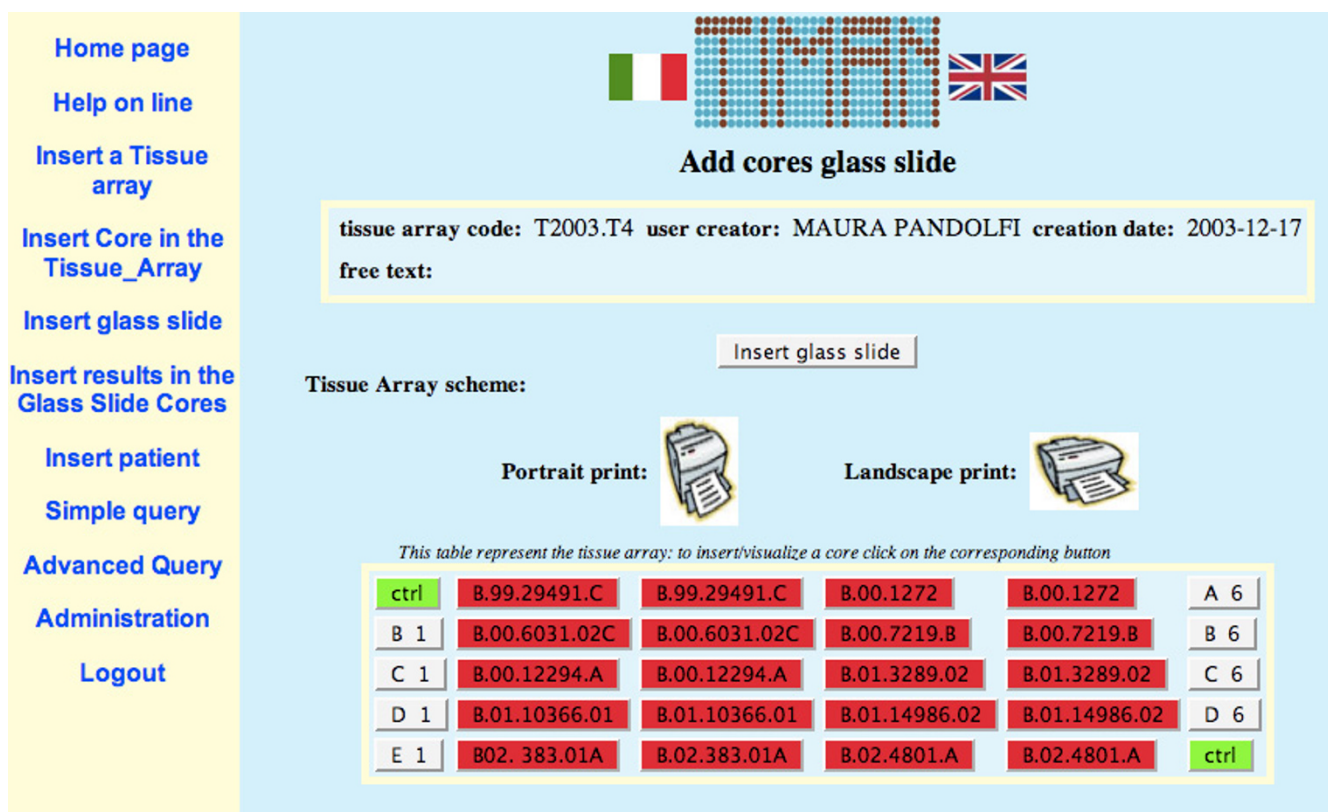 Home page
Help on line
Insert a Tissue
array
Insert Core in the
Tissue_Array
Insert glass slide
Insert results in the
Glass Slide Cores
Insert patient
Simple query
Advanced Query
Administration
Logout
TMAN
Add cores glass slide
tissue array code: T2003.T4 user creator: MAURA PANDOLFI creation date: 2003-12-17
free text:
Insert glass slide
Tissue Array scheme:
Portrait print: Landscape print:
This table represent the tissue array: to insert/visualize a core click on the corresponding button
ctrl B.99.29491.C B.99.29491.C B.00.1272 B.00.1272 A 6
B 1 B.00.6031.02C B.00.6031.02C B.00.7219.B B.00.7219.B B 6
C 1 B.00.12294.A B.00.12294.A B.01.3289.02 B.01.3289.02 C 6
D 1 B.01.10366.01 B.01.10366.01 B.01.14986.02 B.01.14986.02 D 6
E 1 B02. 383.01A B.02.383.01A B.02.4801.A B.02.4801.A ctrl